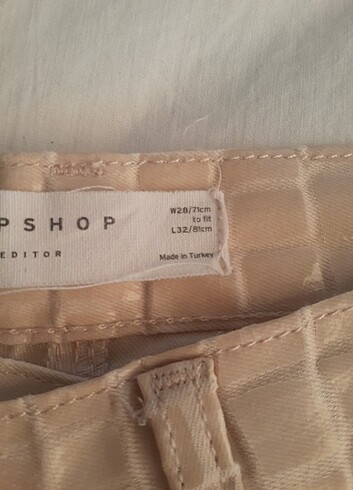 PSHOP
EDITOR
W28/71cm
to fit
L32/81cm
Made in Turkey